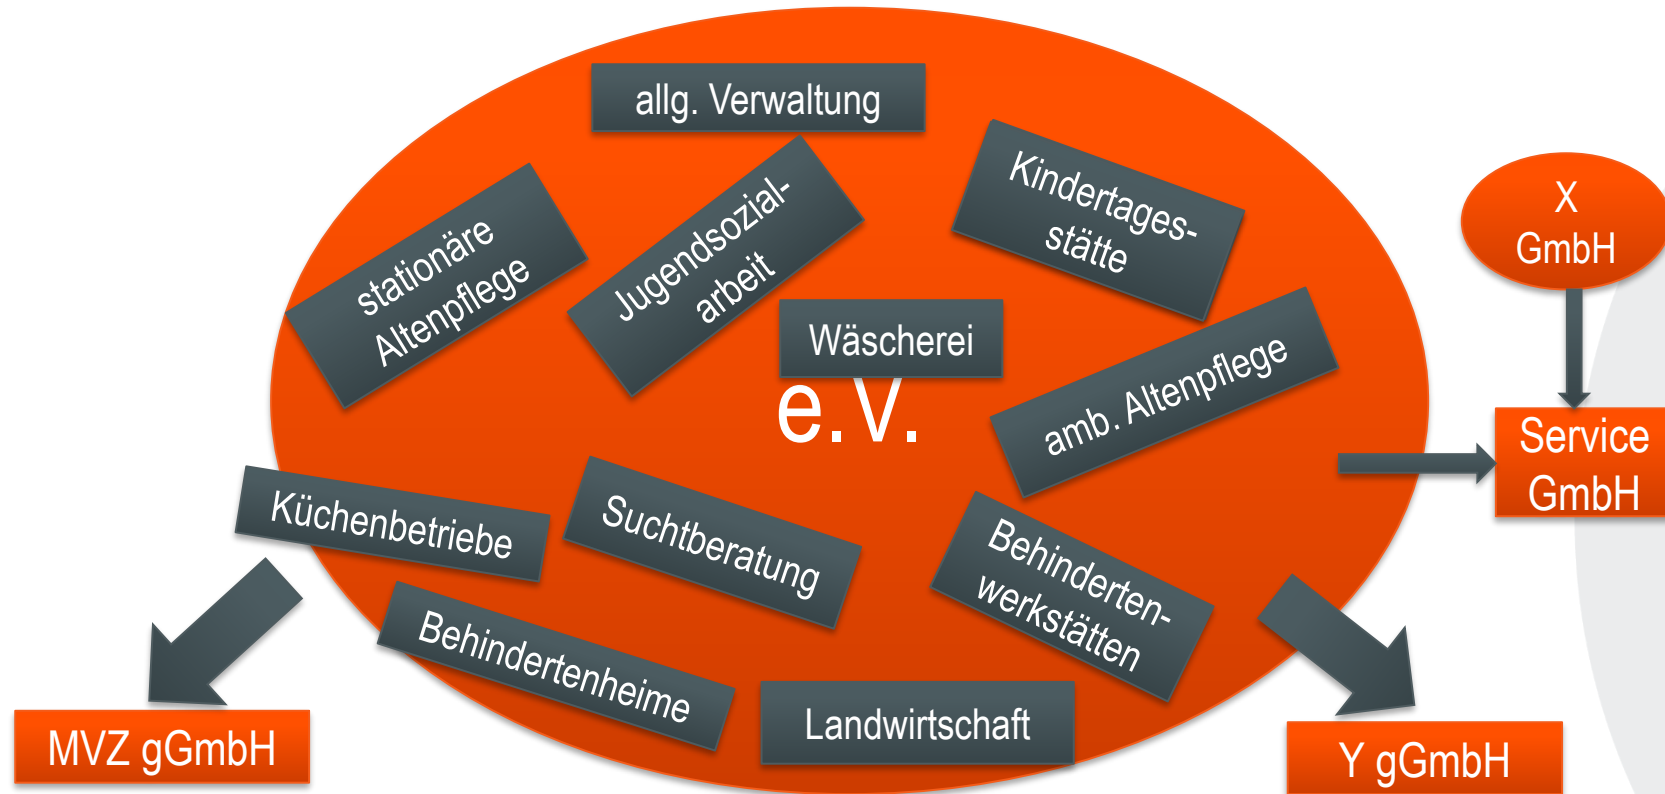 allg. Verwaltung
Kindertages-
stätte
X
GmbH
stationäre
Altenpflege
Jugendsozial-
arbeit
Wäscherei
e.V.
amb. Altenpflege
Service
GmbH
Küchenbetriebe
Suchtberatung
Behinderten-
werkstätten
Behindertenheime
Landwirtschaft
MVZ gGmbH
Y gGmbH